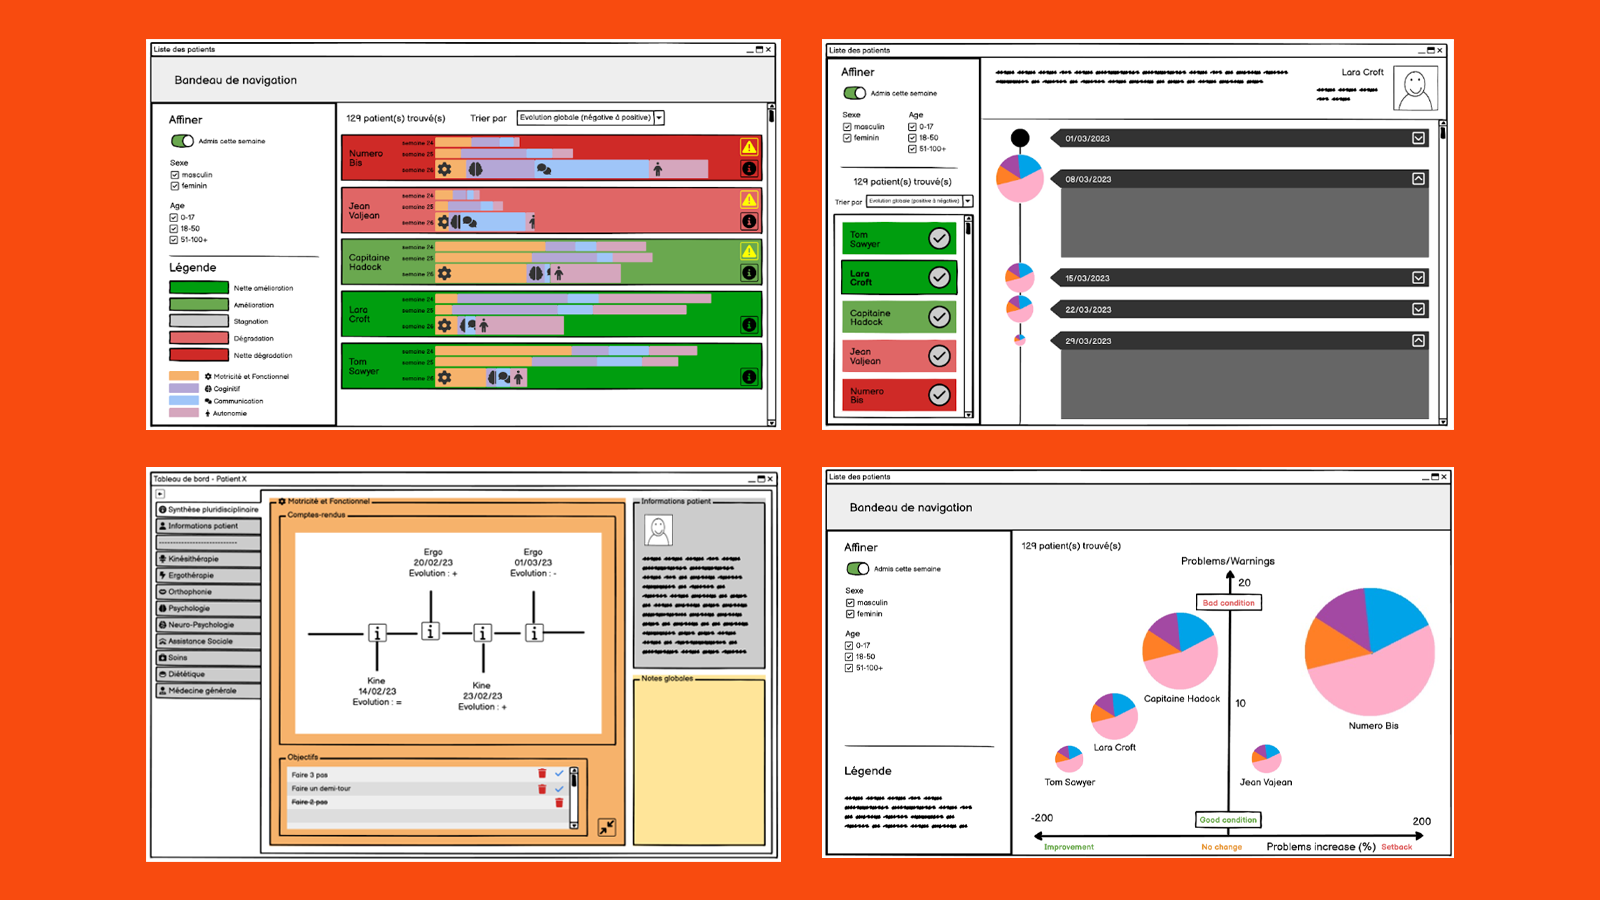 Liste des patients
Bandeau de navigation
Affiner
Admis cette semaine
Sexe
masculin
feminin
Age
0-17
18-50
51-100+
Légende
Nette amélioration
Amélioration
Stagnation
Dégradation
Nette dégradation
Motricité et Fonctionnel
Coginitif
Communication
Autonomie
129 patient(s) trouvé(s)
Trier par
Evolution globale (négative à positive)
Numero
Bis
semaine 24
semaine 25
semaine 26
Jean
Valjean
semaine 24
semaine 25
semaine 26
Capitaine
Hadock
semaine 24
semaine 25
semaine 26
Lara
Croft
semaine 24
semaine 25
semaine 26
Tom
Sawyer
semaine 24
semaine 25
semaine 26
Liste des patients
Affiner
Admis cette semaine
Sexe
masculin
feminin
Age
0-17
18-50
51-100+
129 patient(s) trouvé(s)
Trier par
Evolution globale (positive à négative)
Tom
Sawyer
Lara
Croft
Capitaine
Hadock
Jean
Valjean
Numero
Bis
Lara Croft
01/03/2023
08/03/2023
15/03/2023
22/03/2023
29/03/2023
Tableau de bord - Patient X
Synthèse pluridisciplinaire
Informations patient
Kinésithérapie
Ergothérapie
Orthophonie
Psychologie
Neuro-Psychologie
Assistance Sociale
Soins
Diététique
Médecine générale
Motricité et Fonctionnel
Comptes-rendus
Ergo
20/02/23
Evolution : +
Ergo
01/03/23
Evolution : -
Kine
14/02/23
Evolution : =
Kine
23/02/23
Evolution : +
Objectifs
Faire 3 pas
Faire un demi-tour
Faire 2 pas
Informations patient
Notes globales
Liste des patients
Bandeau de navigation
Affiner
Admis cette semaine
Sexe
masculin
feminin
Age
0-17
18-50
51-100+
Légende
129 patient(s) trouvé(s)
Problems/Warnings
20
Bad condition
Capitaine Hadock
10
Numero Bis
Lara Croft
Tom Sawyer
Jean Vajean
-200
Good condition
200
Improvement
No change
Problems increase (%)
Setback